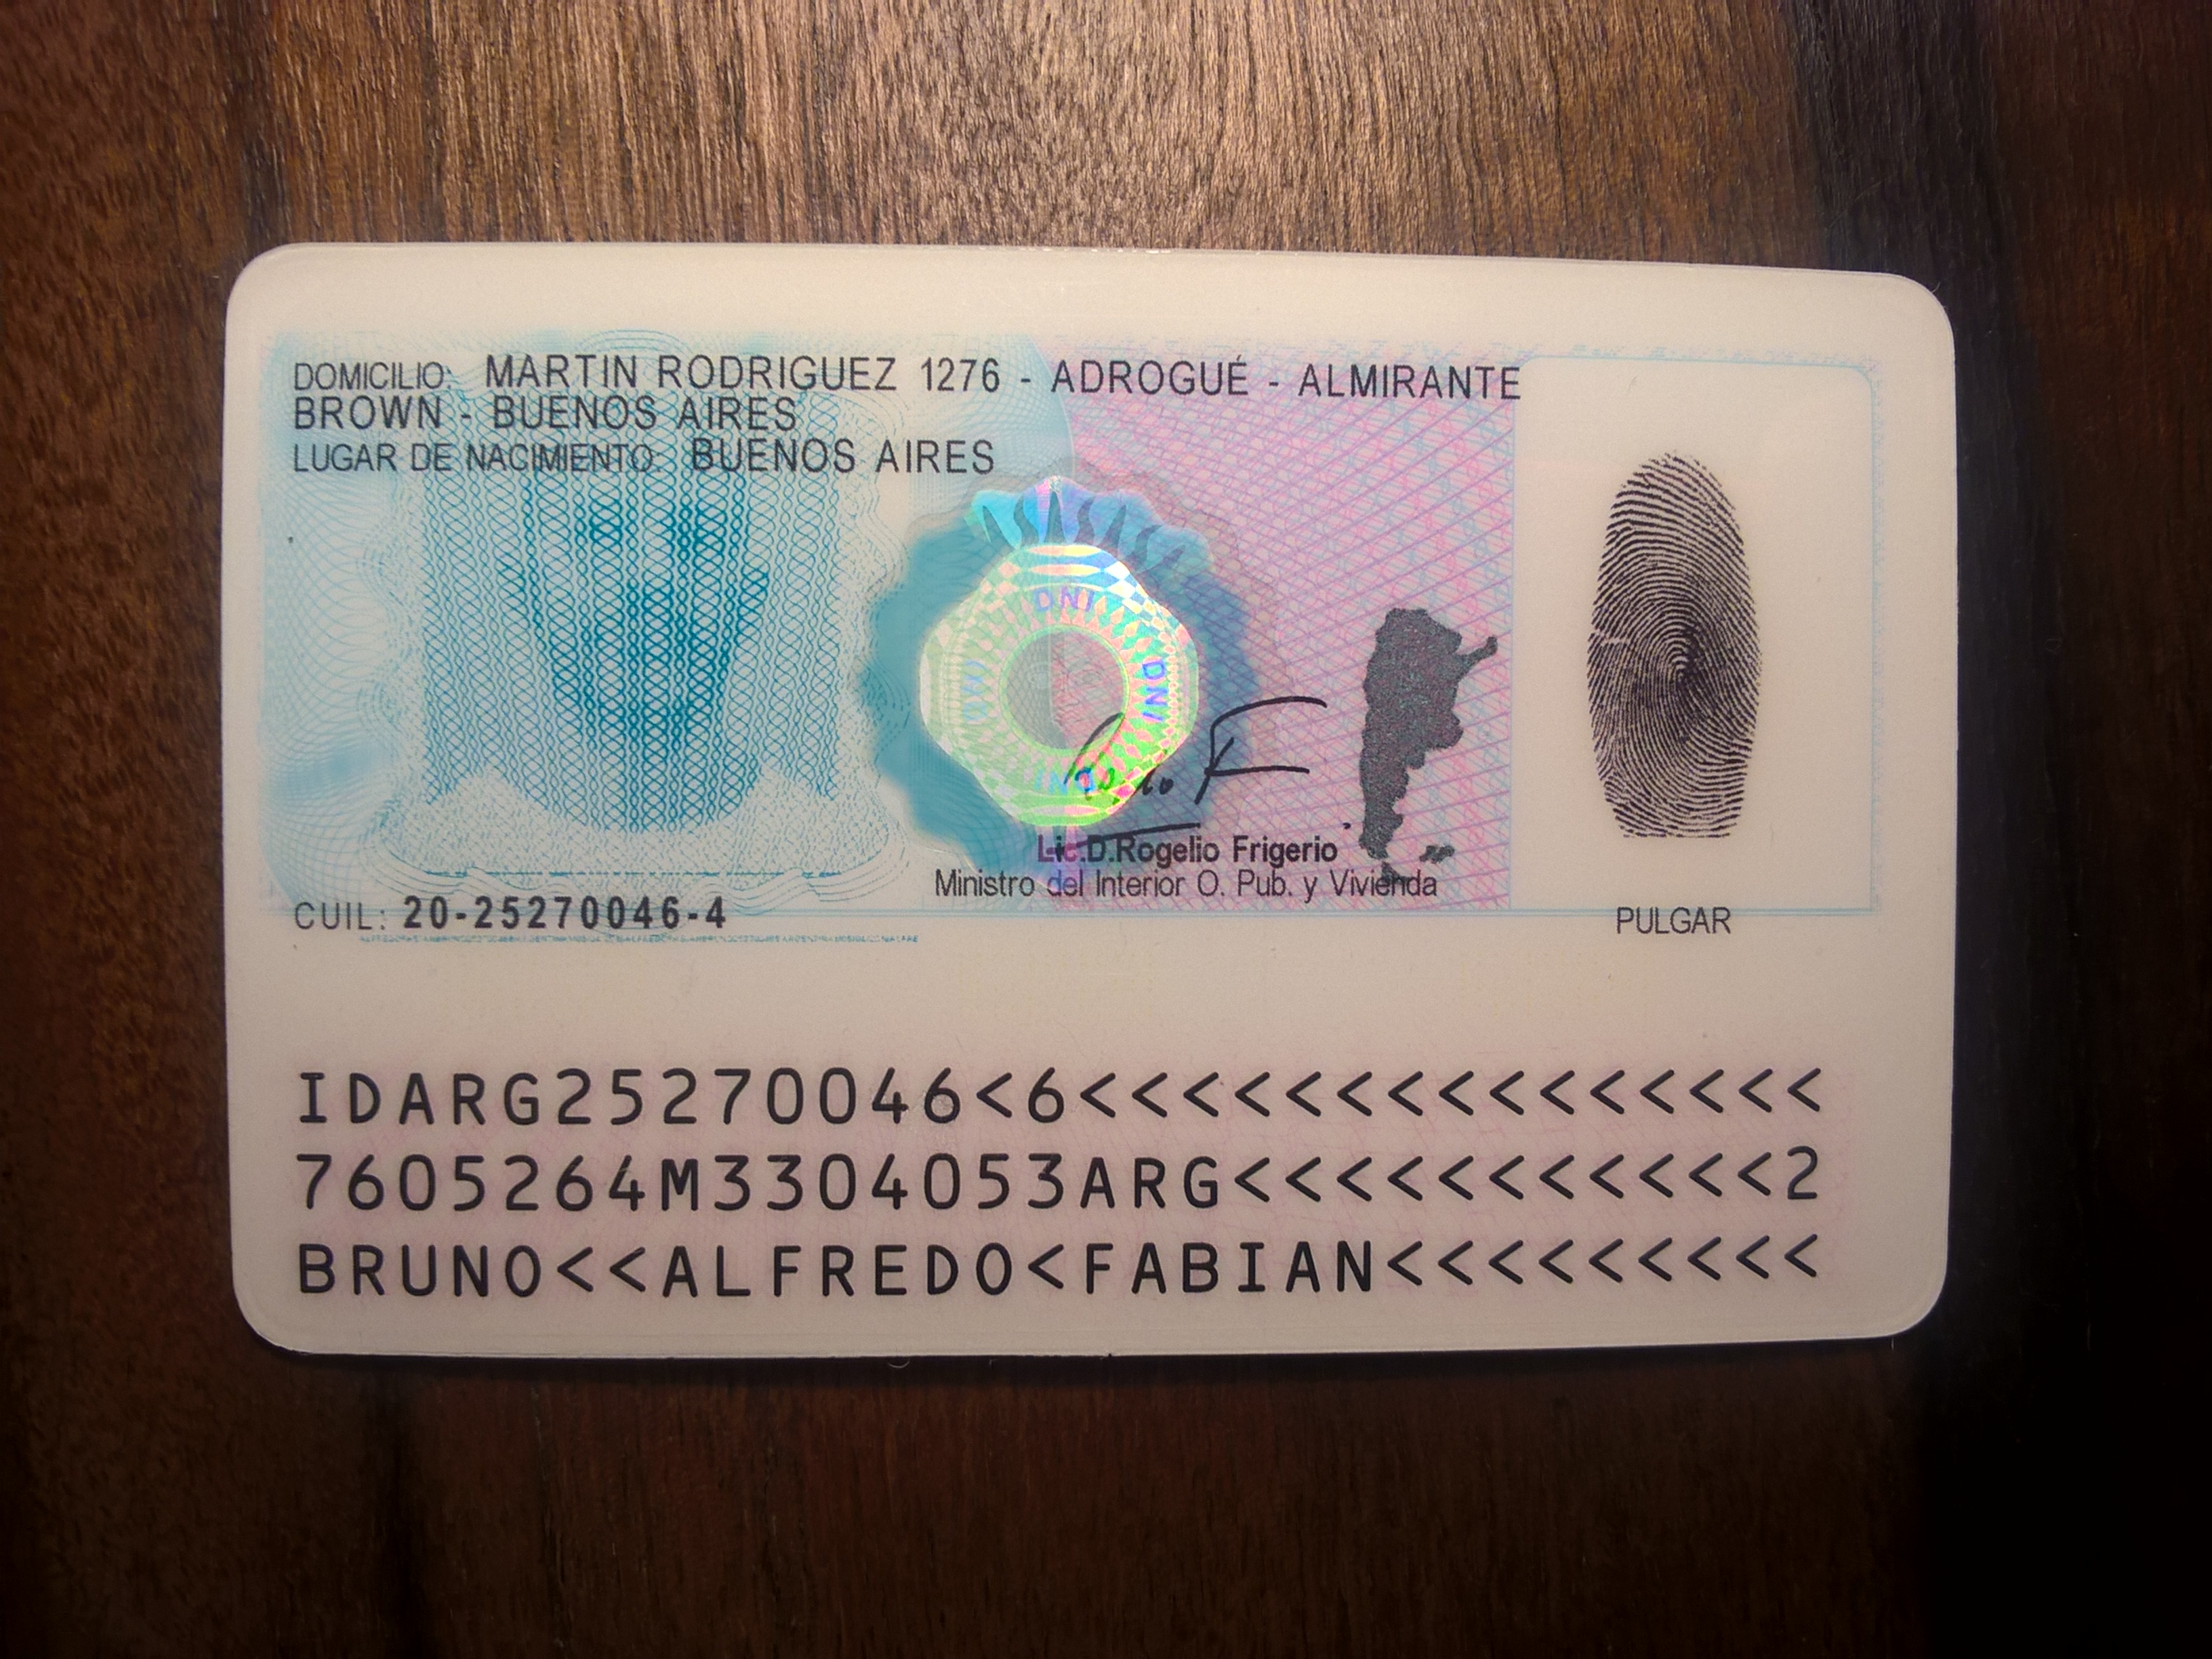 DOMICILIO: MARTIN RODRIGUEZ 1276 - ADROGUÉ - ALMIRANTE
BROWN - BUENOS AIRES
LUGAR DE NACIMIENTO: BUENOS AIRES
DNI
DNI
DNI
DNI
Lic.D.Rogelio Frigerio
Ministro del Interior O. Pub. y Vivienda
CUIL: 20-25270046-4
PULGAR
IDARG25270046<6<<<<<<<<<<<<<<<
7605264M3304053ARG<<<<<<<<<<<2
BRUNO<<ALFREDO<FABIAN<<<<<<<<<